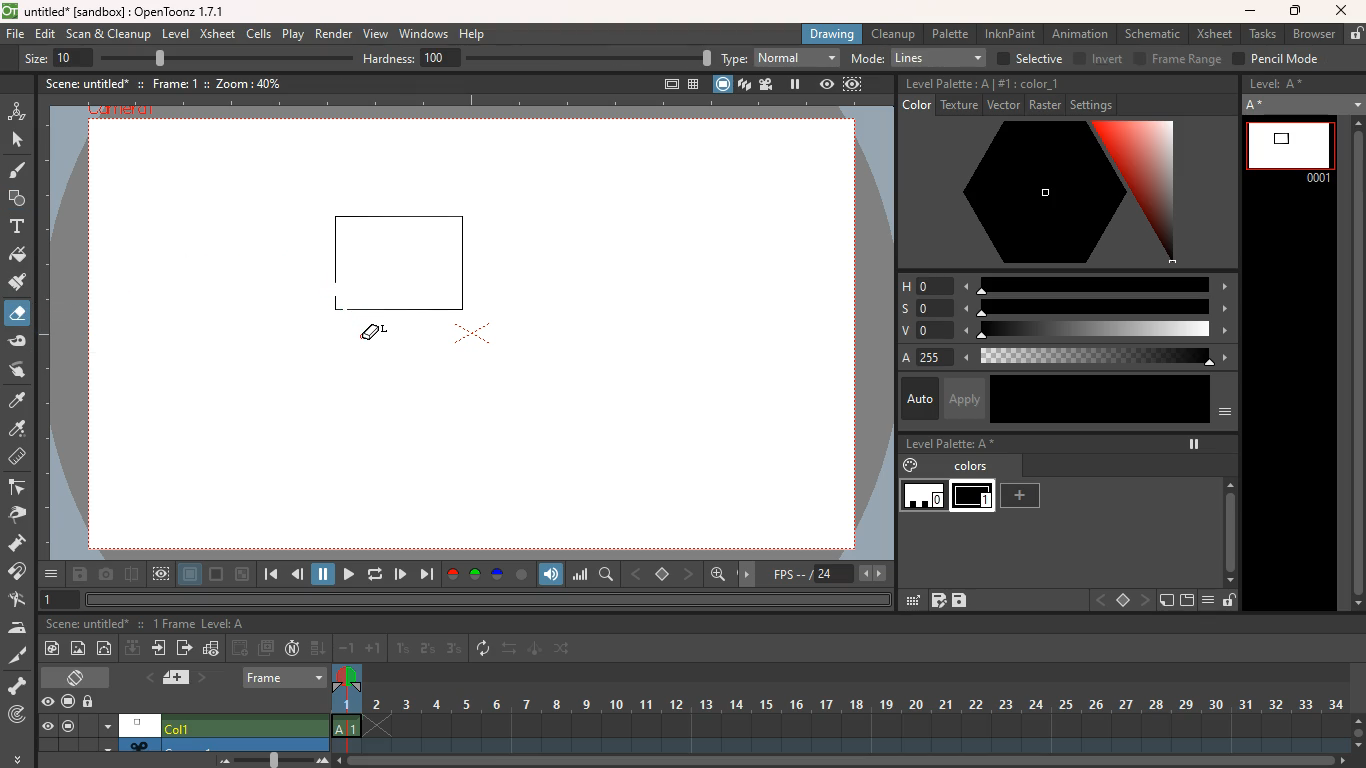 untitled* [sandbox] : OpenToonz 1.7.1
File Edit Scan & Cleanup Level Xsheet Cells Play Render View Windows Help
Drawing Cleanup Palette InknPaint Animation Schematic Xsheet Tasks Browser
Size: 10 Hardness: 100 Type: Normal Mode: Lines Selective Invert Frame Range Pencil Mode
Scene: untitled* :: Frame: 1 :: Zoom : 40%
Level Palette: A | #1 : color_1
Level: A *
Color Texture Vector Raster Settings
A *
Camera1
0001
L
H 0
S 0
V 0
A 255
Auto Apply
Level Palette: A *
colors
0 1 +
FPS -- / 24
1
Scene: untitled* :: 1 Frame Level: A
-1 +1 1's 2's 3's
Frame
1 2 3 4 5 6 7 8 9 10 11 12 13 14 15 16 17 18 19 20 21 22 23 24 25 26 27 28 29 30 31 32 33 34
Col1 A 1